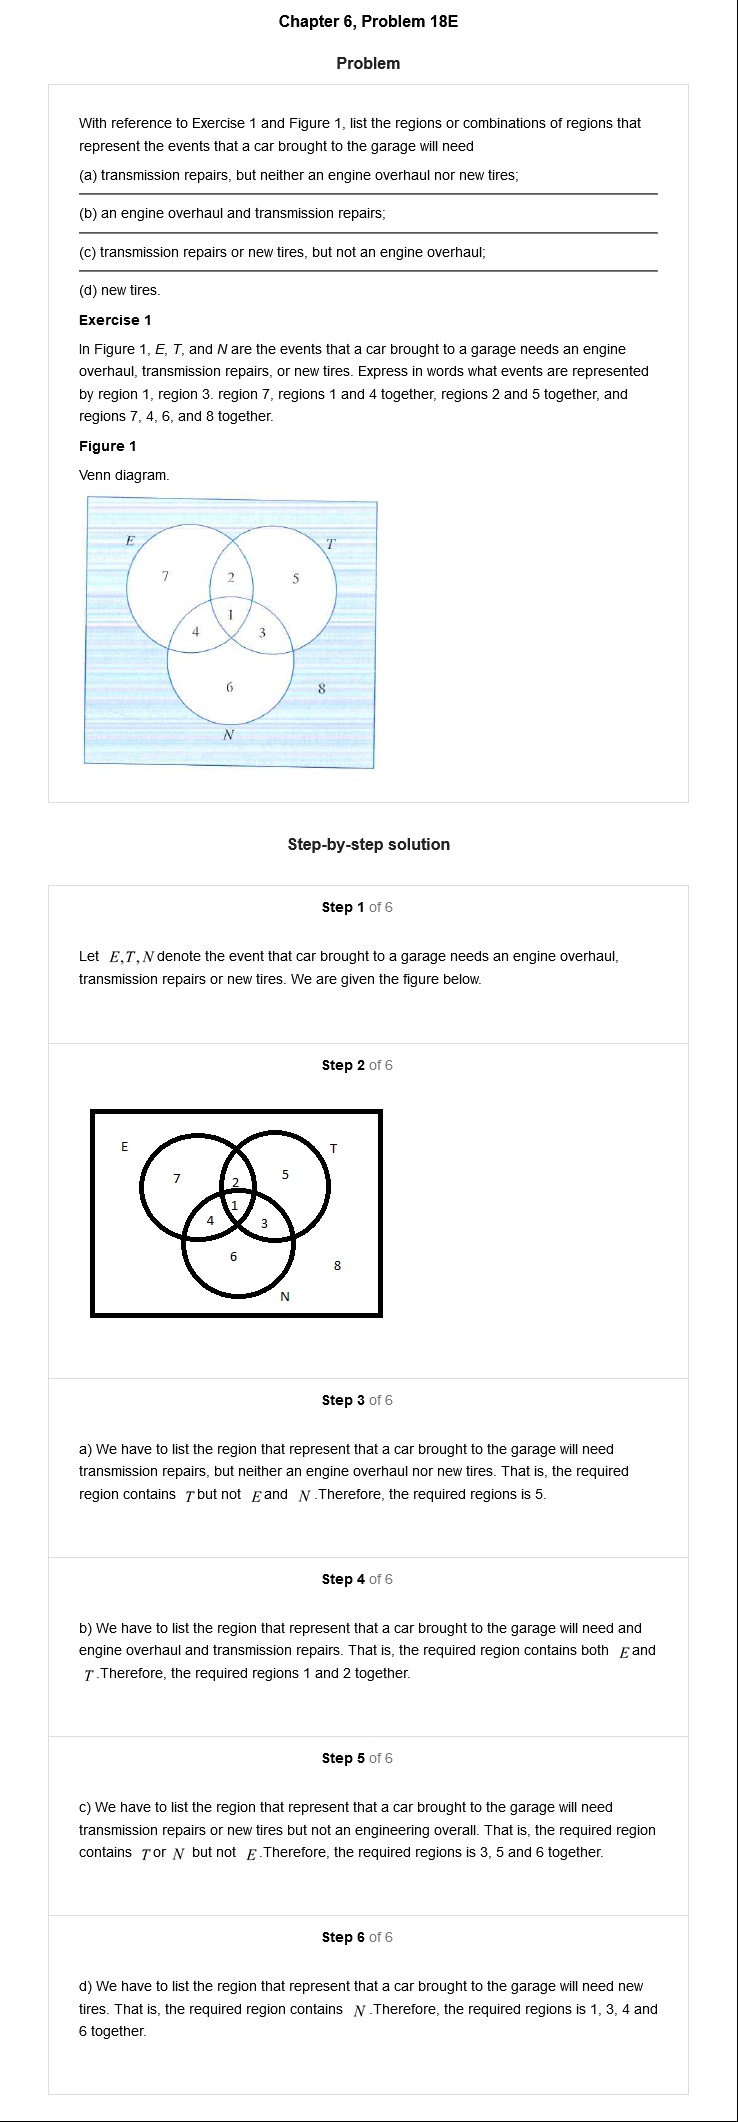 Chapter 6, Problem 18E
Problem
With reference to Exercise 1 and Figure 1, list the regions or combinations of regions that
represent the events that a car brought to the garage will need
(a) transmission repairs, but neither an engine overhaul nor new tires;
(b) an engine overhaul and transmission repairs;
(c) transmission repairs or new tires, but not an engine overhaul;
(d) new tires.
Exercise 1
In Figure 1, E, T, and N are the events that a car brought to a garage needs an engine
overhaul, transmission repairs, or new tires. Express in words what events are represented
by region 1, region 3. region 7, regions 1 and 4 together, regions 2 and 5 together, and
regions 7, 4, 6, and 8 together.
Figure 1
Venn diagram.
E
T
7
2
5
1
4
3
6
8
N
Step-by-step solution
Step 1 of 6
Let E,T,N denote the event that car brought to a garage needs an engine overhaul,
transmission repairs or new tires. We are given the figure below.
Step 2 of 6
E
T
7
2
5
1
4
3
6
8
N
Step 3 of 6
a) We have to list the region that represent that a car brought to the garage will need
transmission repairs, but neither an engine overhaul nor new tires. That is, the required
region contains T but not E and N .Therefore, the required regions is 5.
Step 4 of 6
b) We have to list the region that represent that a car brought to the garage will need and
engine overhaul and transmission repairs. That is, the required region contains both E and
T .Therefore, the required regions 1 and 2 together.
Step 5 of 6
c) We have to list the region that represent that a car brought to the garage will need
transmission repairs or new tires but not an engineering overall. That is, the required region
contains T or N but not E .Therefore, the required regions is 3, 5 and 6 together.
Step 6 of 6
d) We have to list the region that represent that a car brought to the garage will need new
tires. That is, the required region contains N .Therefore, the required regions is 1, 3, 4 and
6 together.